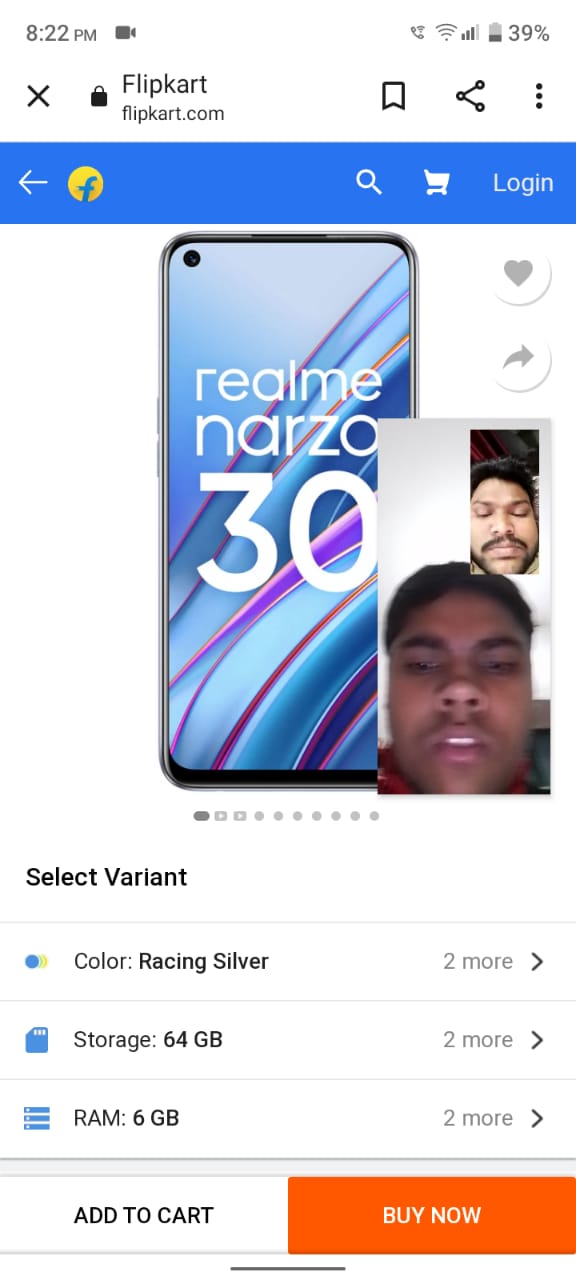 8:22 PM
39%
Flipkart
flipkart.com
Login
realme
narzo
30
Select Variant
Color: Racing Silver
2 more
Storage: 64 GB
2 more
RAM: 6 GB
2 more
ADD TO CART
BUY NOW